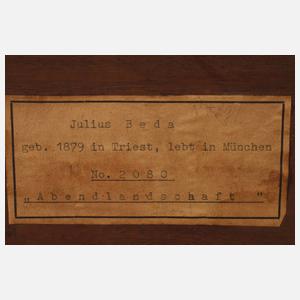 Julius Beda
geb. 1879 in Triest, lebt in München
No. 2080
„Abendlandschaft "